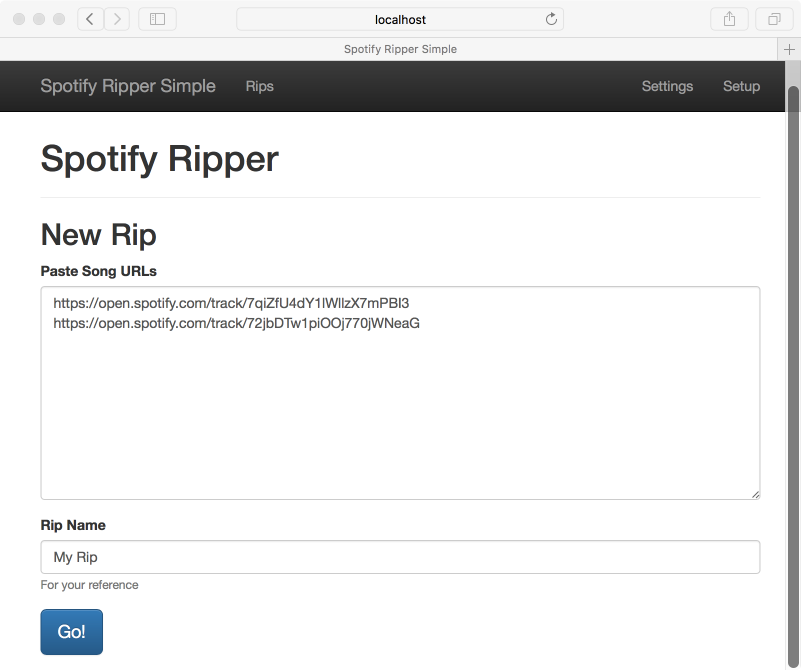 localhost
Spotify Ripper Simple
Spotify Ripper Simple Rips Settings Setup
Spotify Ripper
New Rip
Paste Song URLs
https://open.spotify.com/track/7qiZfU4dY1lWllzX7mPBI3
https://open.spotify.com/track/72jbDTw1piOOj770jWNeaG
Rip Name
My Rip
For your reference
Go!